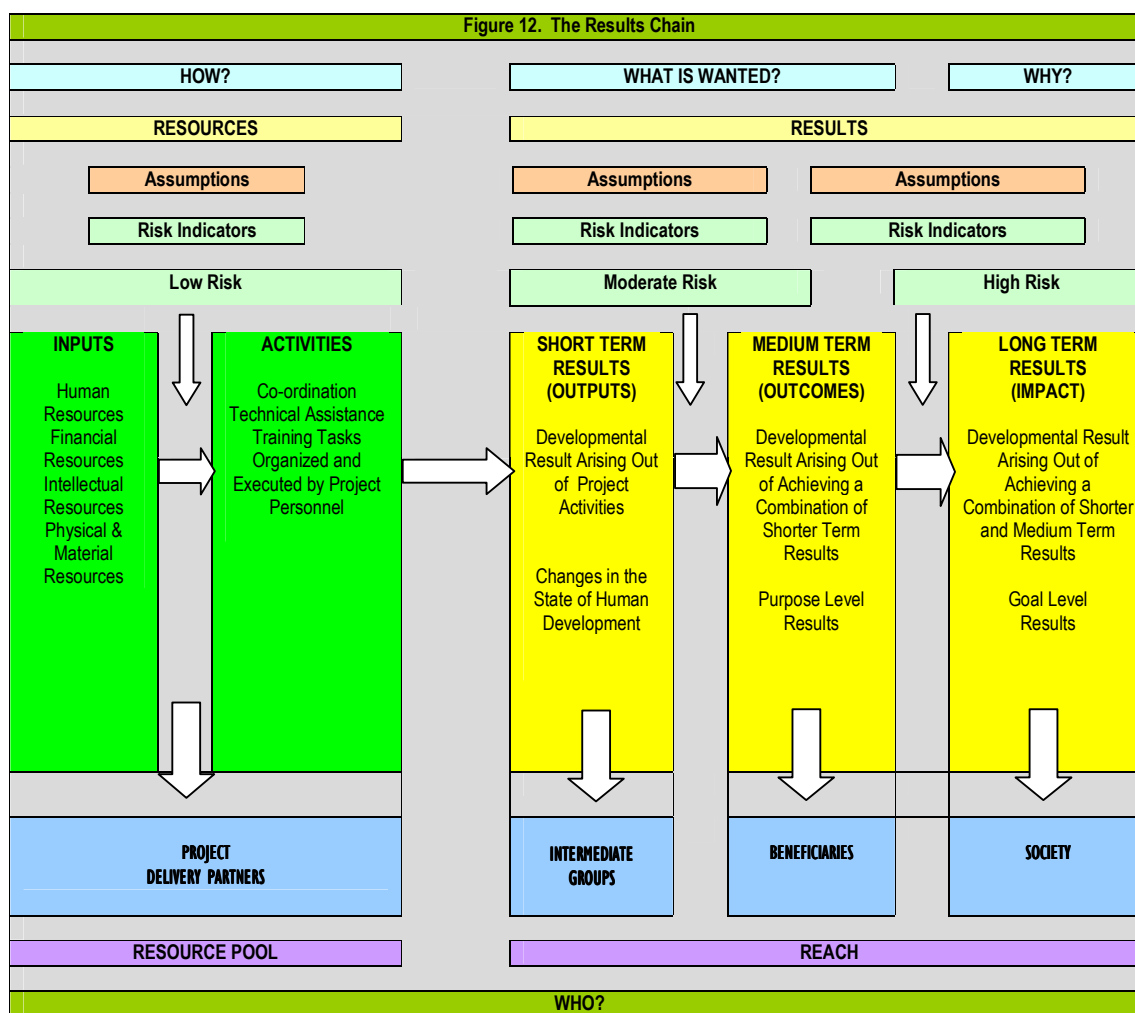 Figure 12. The Results Chain
HOW?
WHAT IS WANTED?
WHY?
RESOURCES
RESULTS
Assumptions
Assumptions
Assumptions
Risk Indicators
Risk Indicators
Risk Indicators
Low Risk
Moderate Risk
High Risk
INPUTS
Human
Resources
Financial
Resources
Intellectual
Resources
Physical &
Material
Resources
ACTIVITIES
Co-ordination
Technical Assistance
Training Tasks
Organized and
Executed by Project
Personnel
SHORT TERM
RESULTS
(OUTPUTS)
Developmental
Result Arising Out
of Project
Activities
Changes in the
State of Human
Development
MEDIUM TERM
RESULTS
(OUTCOMES)
Developmental
Result Arising Out
of Achieving a
Combination of
Shorter Term
Results
Purpose Level
Results
LONG TERM
RESULTS
(IMPACT)
Developmental Result
Arising Out of
Achieving a
Combination of Shorter
and Medium Term
Results
Goal Level
Results
PROJECT
DELIVERY PARTNERS
INTERMEDIATE
GROUPS
BENEFICIARIES
SOCIETY
RESOURCE POOL
REACH
WHO?